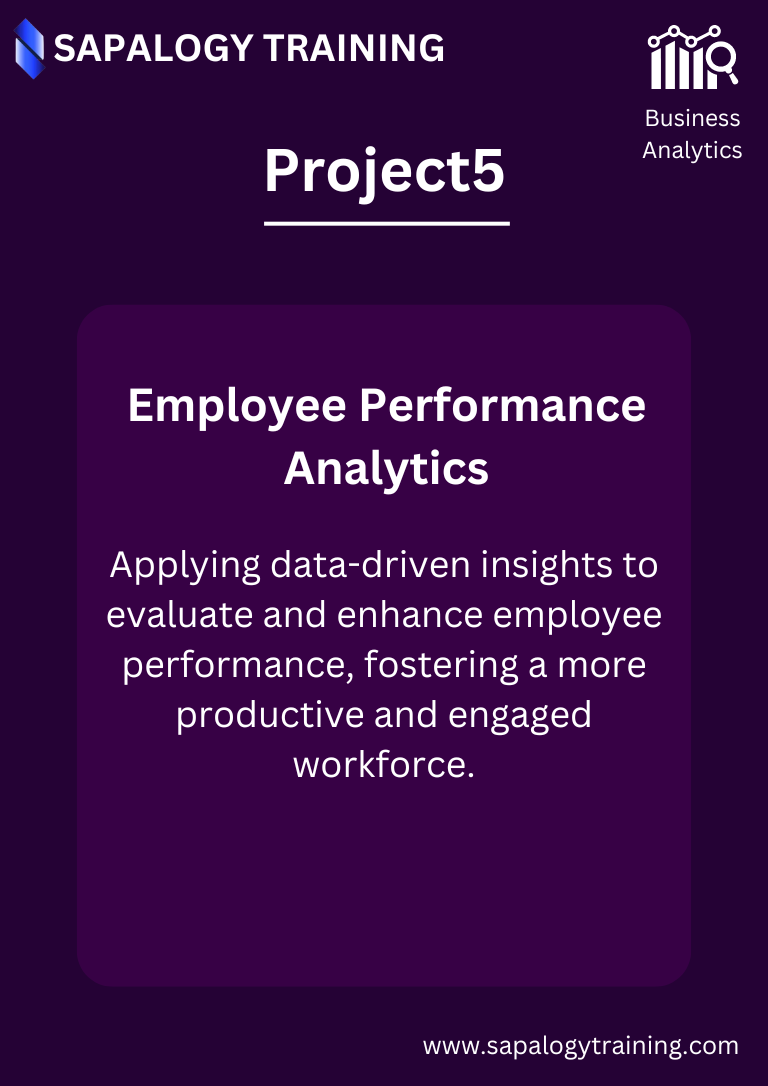 SAPALOGY TRAINING
Business
Analytics
Project5
Employee Performance
Analytics
Applying data-driven insights to
evaluate and enhance employee
performance, fostering a more
productive and engaged
workforce.
www.sapalogytraining.com